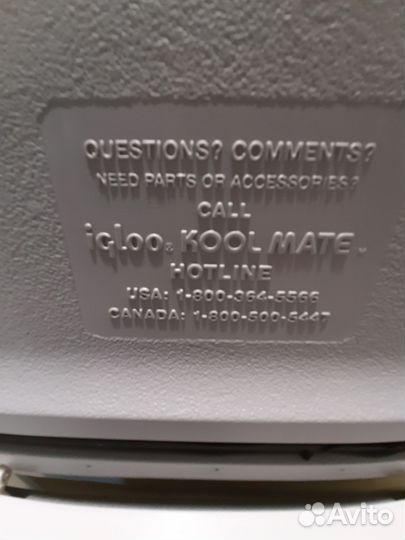 QUESTIONS? COMMENTS?
NEED PARTS OR ACCESSORIES?
CALL
igloo® KOOL MATE™
HOTLINE
USA: 1-800-364-5566
CANADA: 1-800-500-5447
Avito